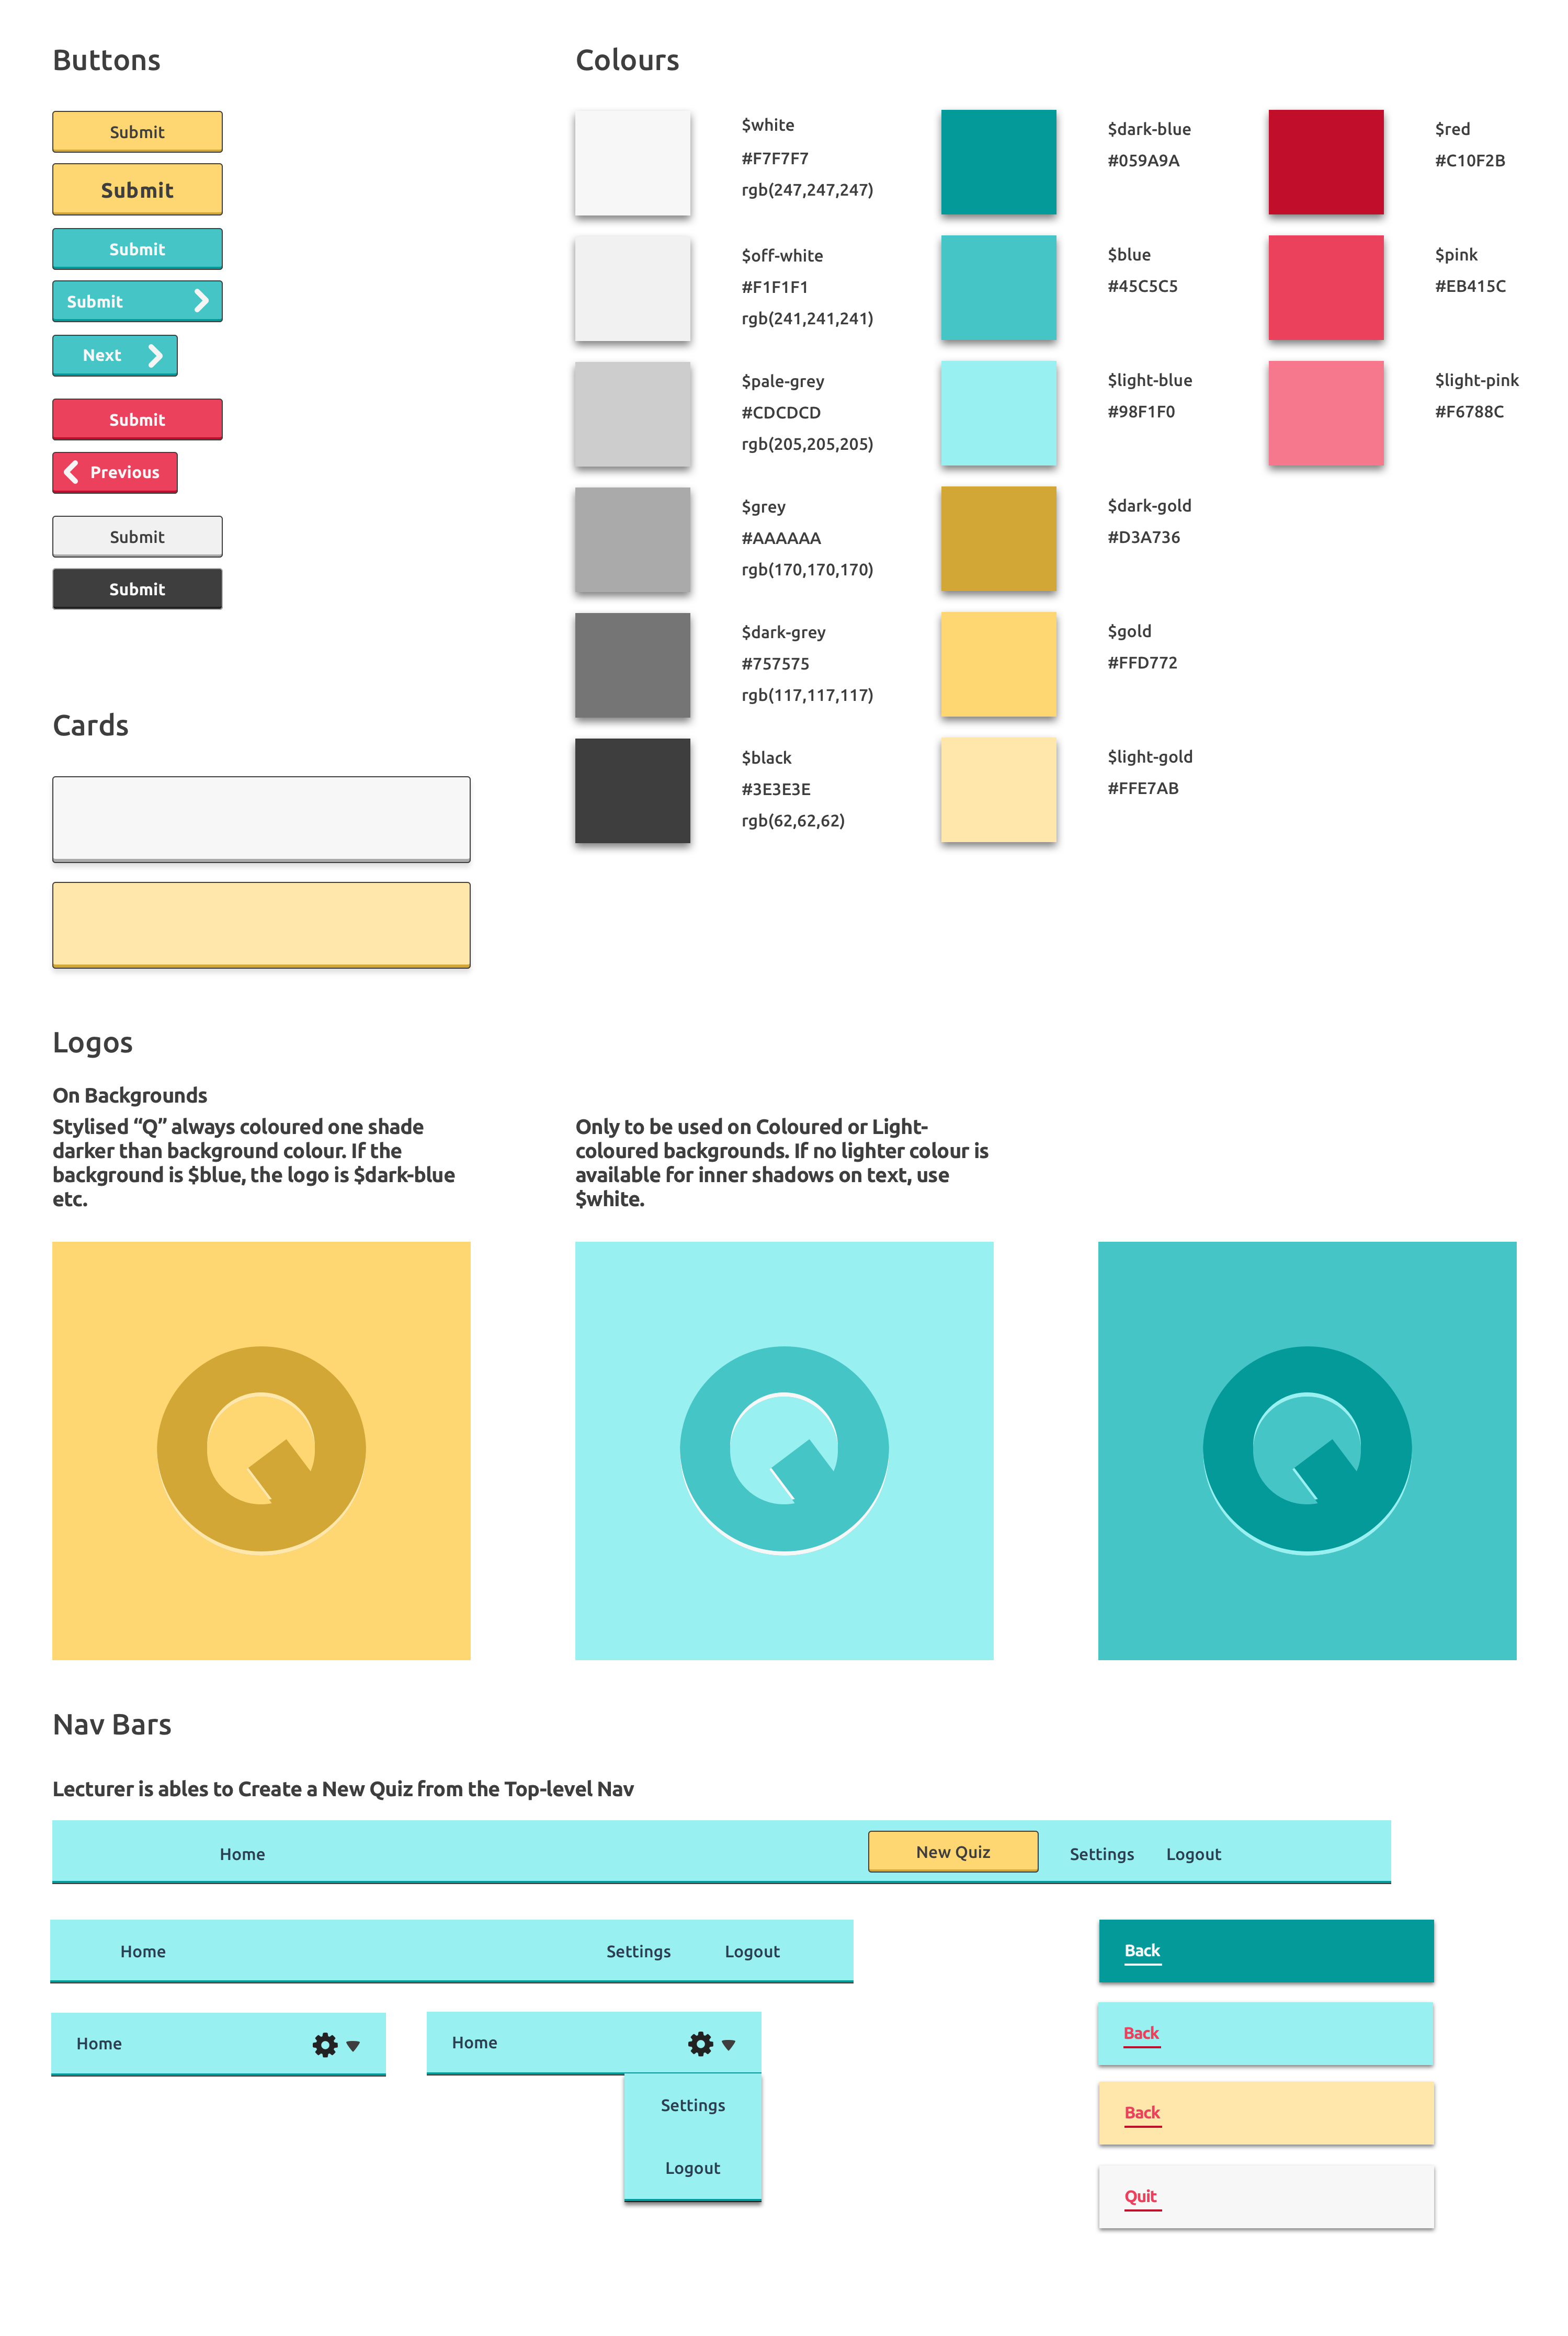 Buttons
Submit
Submit
Submit
Submit
Next
Submit
Previous
Submit
Submit
Colours
$white
#F7F7F7
rgb(247,247,247)
$off-white
#F1F1F1
rgb(241,241,241)
$pale-grey
#CDCDCD
rgb(205,205,205)
$grey
#AAAAAA
rgb(170,170,170)
$dark-grey
#757575
rgb(117,117,117)
$black
#3E3E3E
rgb(62,62,62)
$dark-blue
#059A9A
$blue
#45C5C5
$light-blue
#98F1F0
$dark-gold
#D3A736
$gold
#FFD772
$light-gold
#FFE7AB
$red
#C10F2B
$pink
#EB415C
$light-pink
#F6788C
Cards
Logos
On Backgrounds
Stylised “Q” always coloured one shade
darker than background colour. If the
background is $blue, the logo is $dark-blue
etc.
Only to be used on Coloured or Light-
coloured backgrounds. If no lighter colour is
available for inner shadows on text, use
$white.
Nav Bars
Lecturer is ables to Create a New Quiz from the Top-level Nav
Home New Quiz Settings Logout
Home Settings Logout
Home
Home
Settings
Logout
Back
Back
Back
Quit